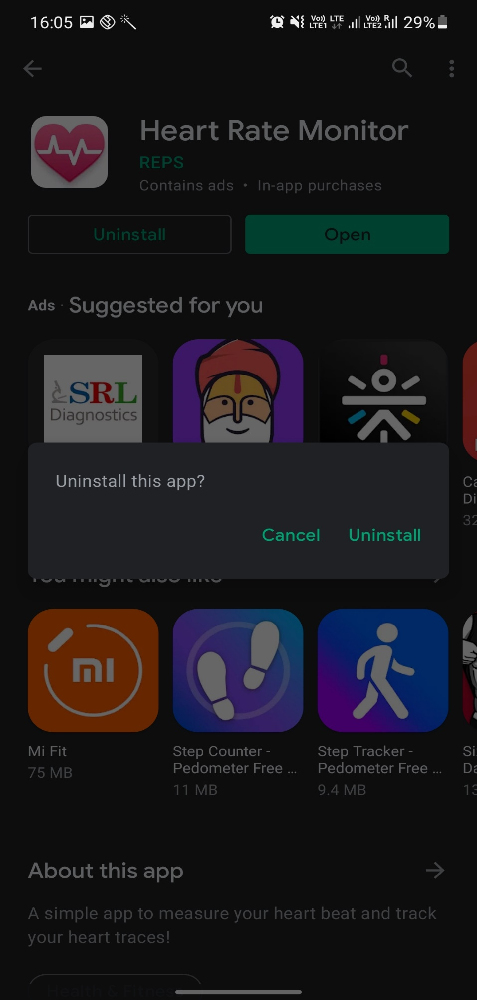 16:05
Vo)) LTE
LTE1
Vo)) R
LTE2
29%
Heart Rate Monitor
REPS
Contains ads • In-app purchases
Uninstall
Open
Ads · Suggested for you
SRL
Diagnostics
Ca
Di
32
Uninstall this app?
Cancel
Uninstall
You might also like
mi
Mi Fit
75 MB
Step Counter -
Pedometer Free ...
11 MB
Step Tracker -
Pedometer Free ...
9.4 MB
Si
Da
13
About this app
A simple app to measure your heart beat and track
your heart traces!
Health & Fitness